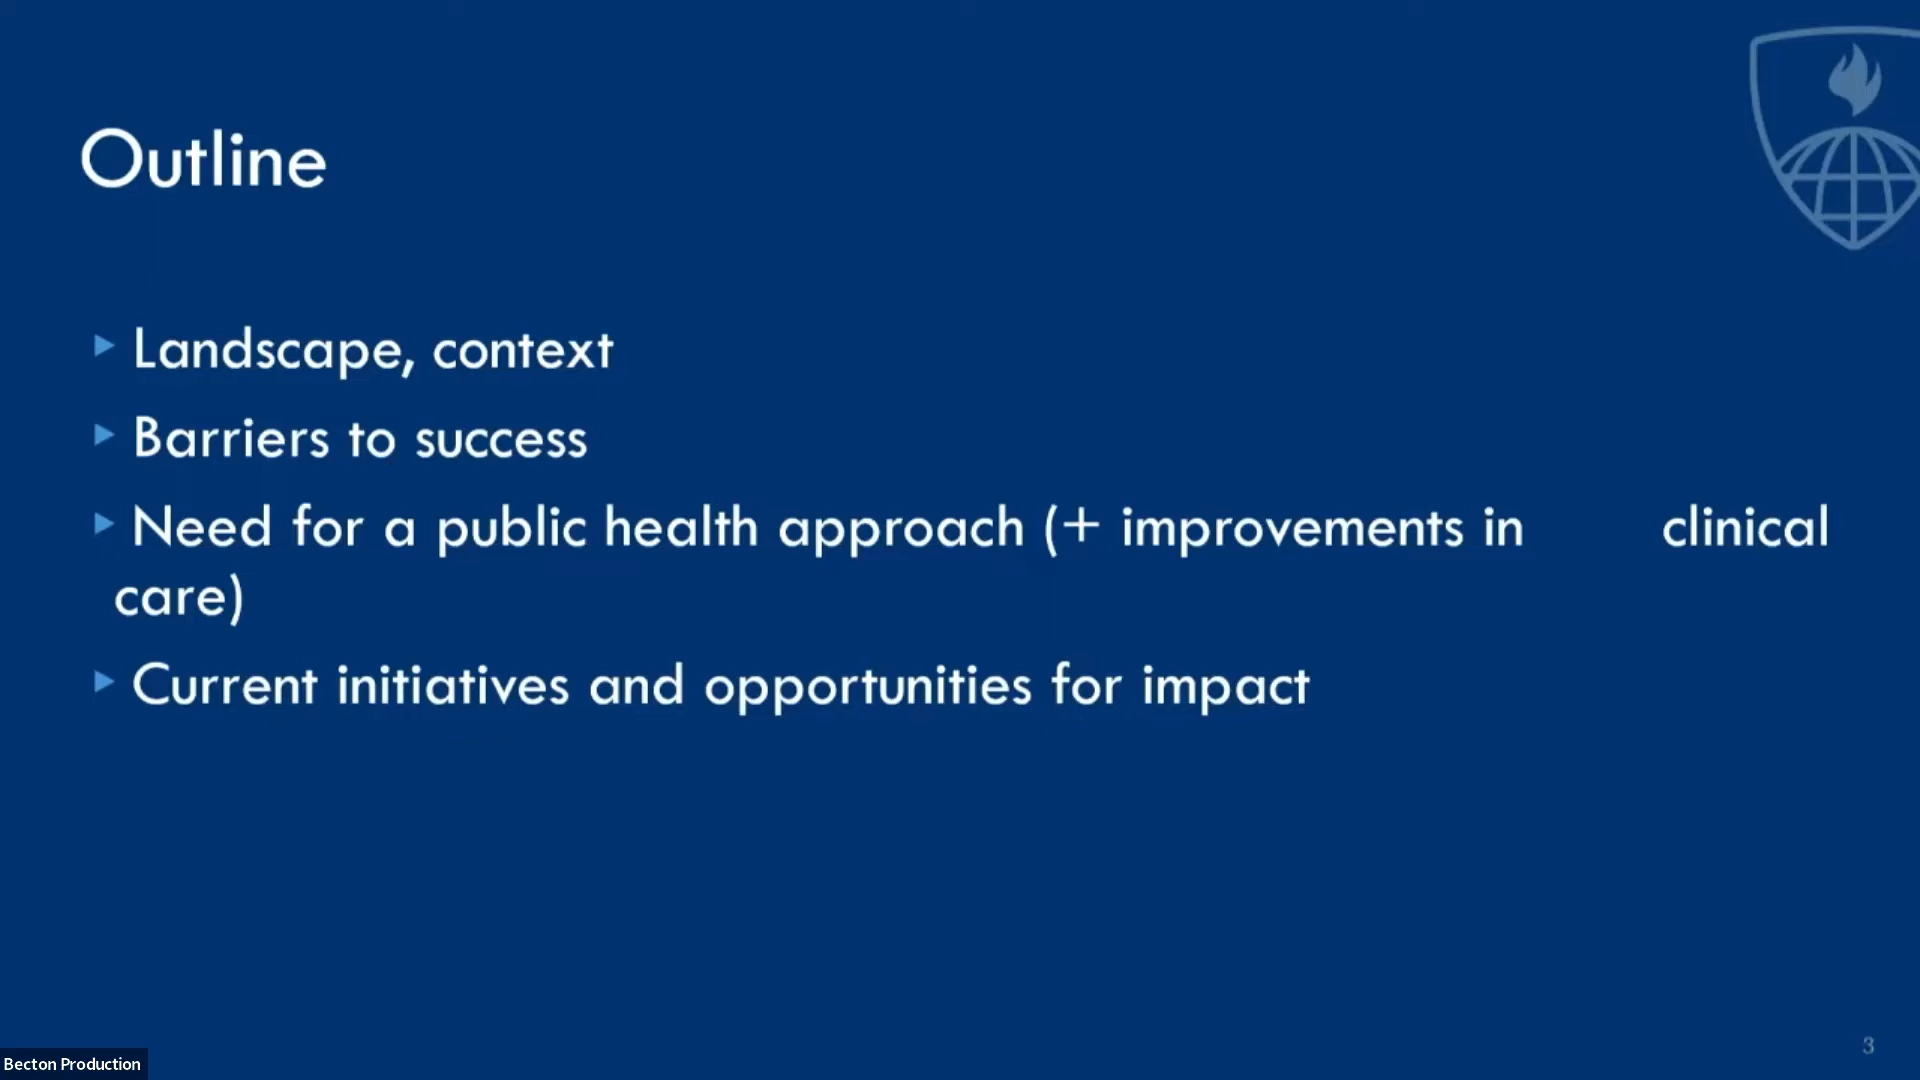 Outline
Landscape, context
Barriers to success
Need for a public health approach (+ improvements in clinical
care)
Current initiatives and opportunities for impact
3
Becton Production